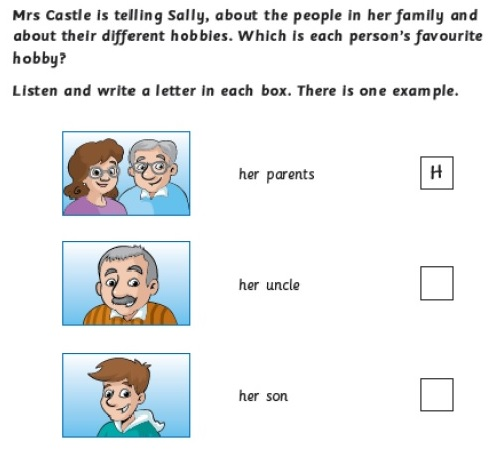 Mrs Castle is telling Sally, about the people in her family and
about their different hobbies. Which is each person's favourite
hobby?
Listen and write a letter in each box. There is one example.
her parents
H
her uncle
her son